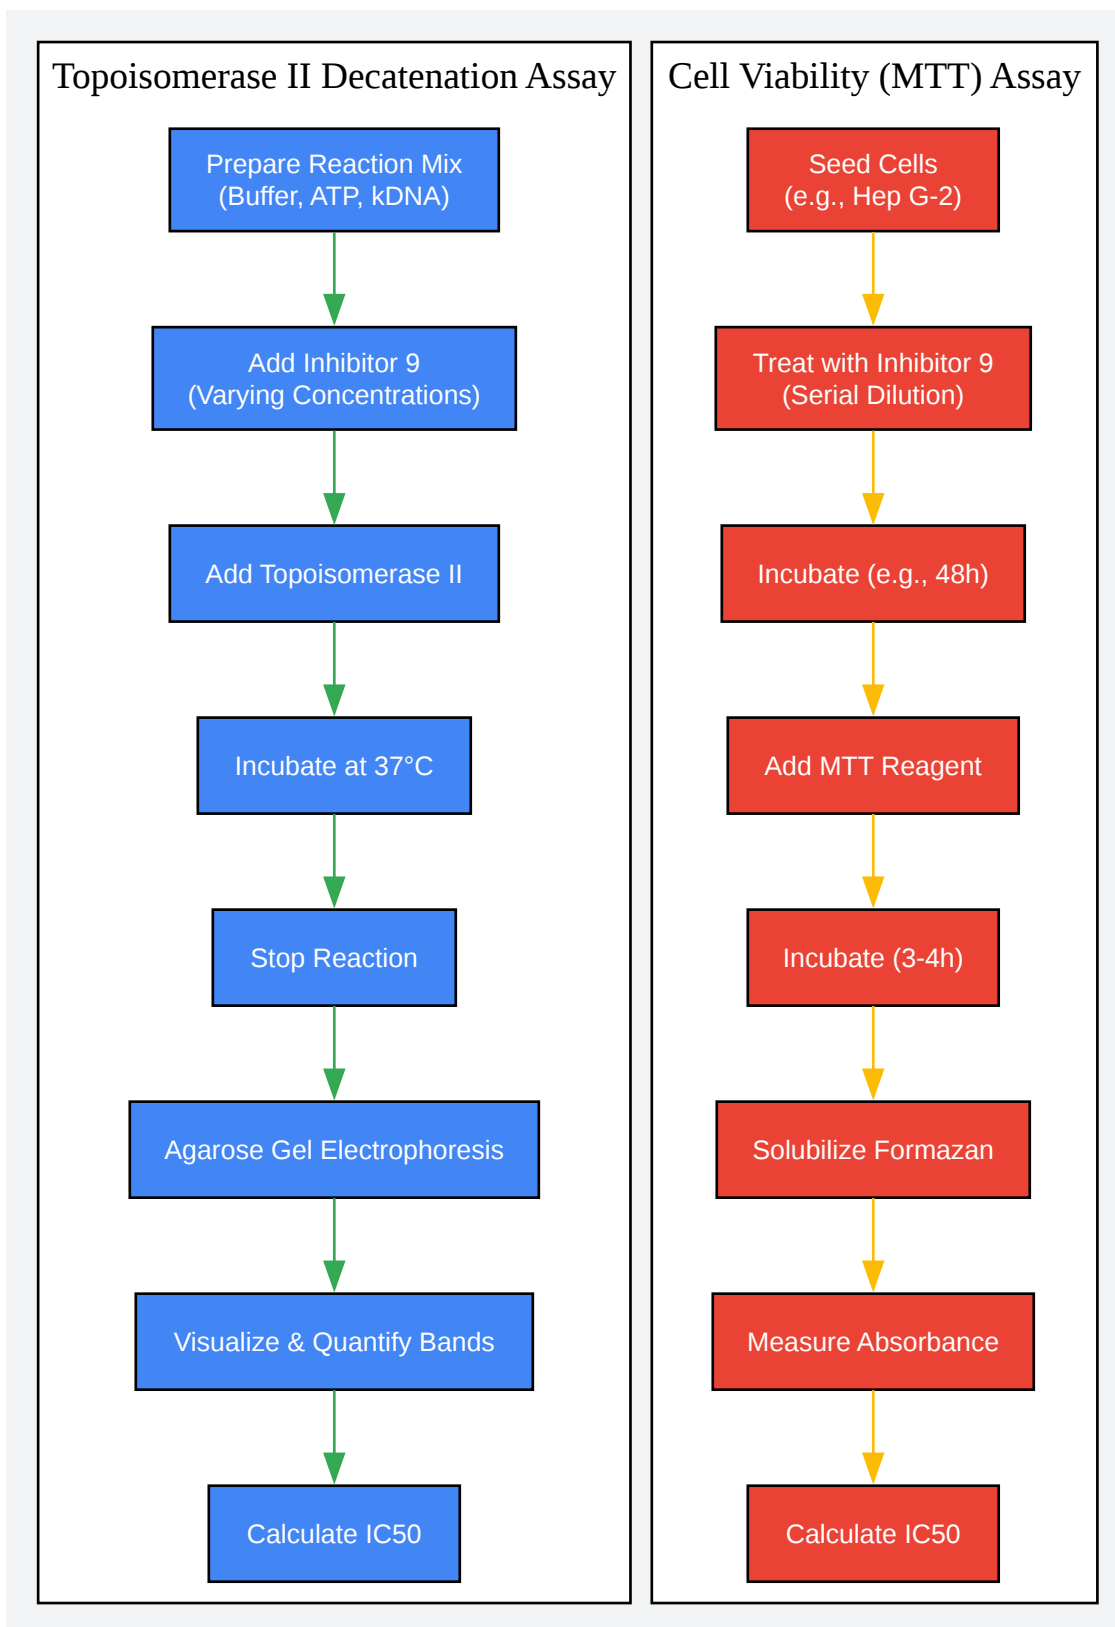 Topoisomerase II Decatenation Assay
Prepare Reaction Mix
(Buffer, ATP, kDNA)
Add Inhibitor 9
(Varying Concentrations)
Add Topoisomerase II
Incubate at 37°C
Stop Reaction
Agarose Gel Electrophoresis
Visualize & Quantify Bands
Calculate IC50
Cell Viability (MTT) Assay
Seed Cells
(e.g., Hep G-2)
Treat with Inhibitor 9
(Serial Dilution)
Incubate (e.g., 48h)
Add MTT Reagent
Incubate (3-4h)
Solubilize Formazan
Measure Absorbance
Calculate IC50